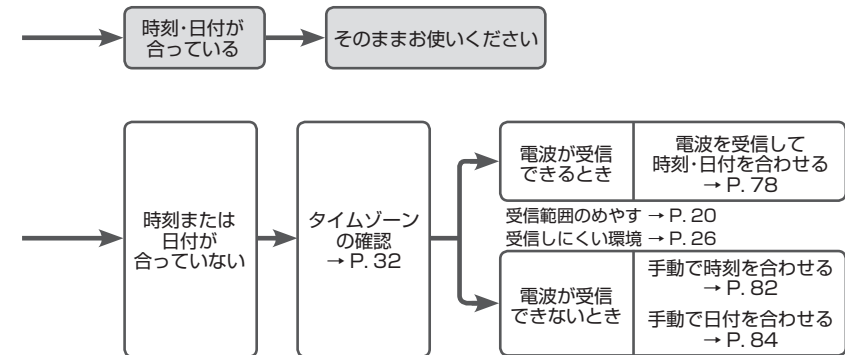 時刻・日付が
合っている
そのままお使いください
時刻または
日付が
合っていない
タイムゾーン
の確認
→ P. 32
電波が受信
できるとき
電波を受信して
時刻・日付を合わせる
→ P. 78
受信範囲のめやす → P. 20
受信しにくい環境 → P. 26
電波が受信
できないとき
手動で時刻を合わせる
→ P. 82
手動で日付を合わせる
→ P. 84